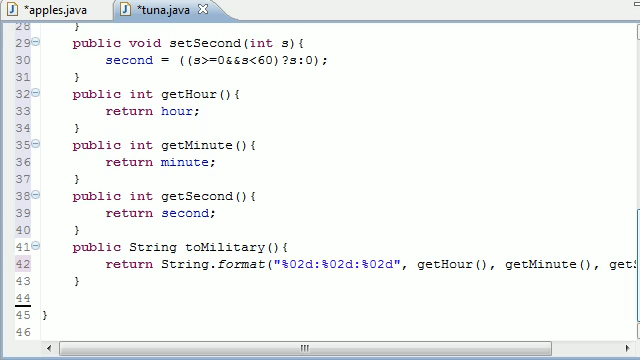 *apples.java *tuna.java
28 }
29 public void setSecond(int s){
30 second = ((s>=0&&s<60)?s:0);
31 }
32 public int getHour(){
33 return hour;
34 }
35 public int getMinute(){
36 return minute;
37 }
38 public int getSecond(){
39 return second;
40 }
41 public String toMilitary(){
42 return String.format("%02d:%02d:%02d", getHour(), getMinute(), getS
43 }
44
45 }
46